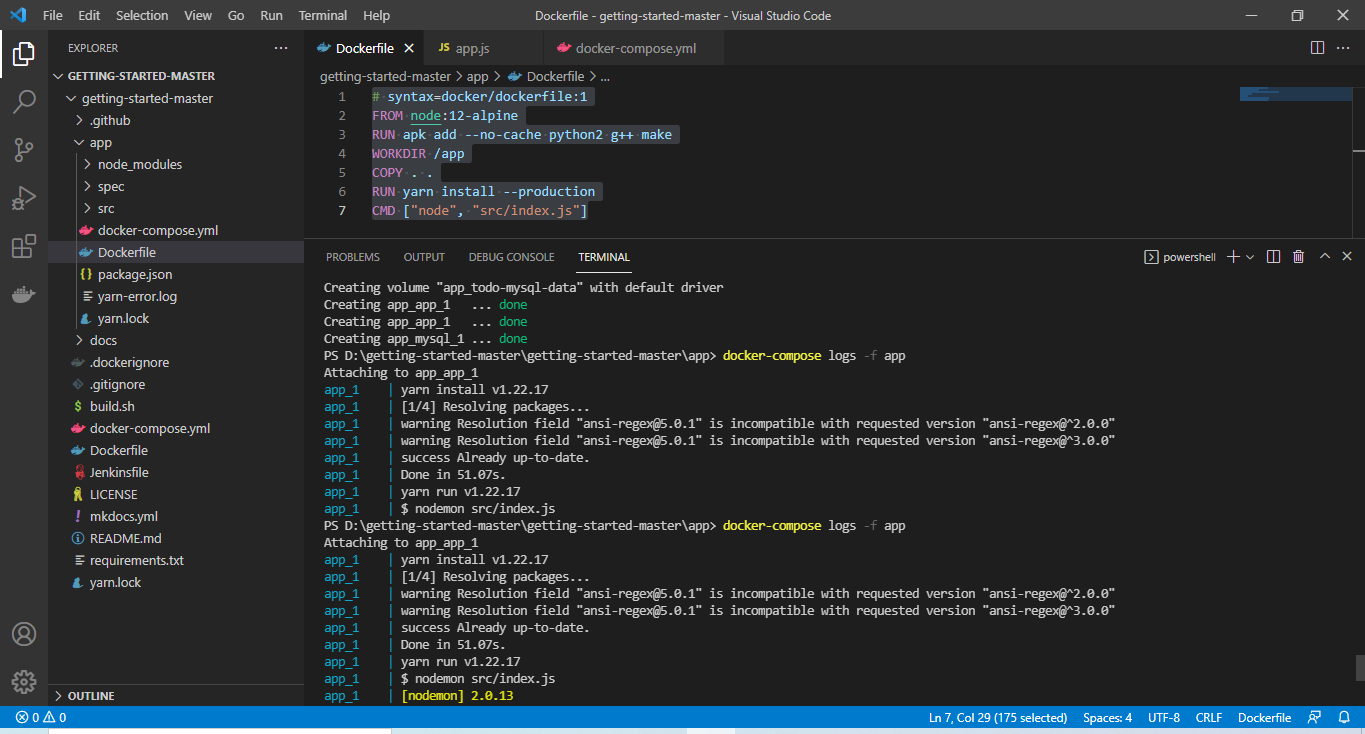 File Edit Selection View Go Run Terminal Help Dockerfile - getting-started-master - Visual Studio Code
EXPLORER
GETTING-STARTED-MASTER
getting-started-master
.github
app
node_modules
spec
src
docker-compose.yml
Dockerfile
{} package.json
yarn-error.log
yarn.lock
docs
.dockerignore
.gitignore
$ build.sh
docker-compose.yml
Dockerfile
Jenkinsfile
LICENSE
! mkdocs.yml
README.md
requirements.txt
yarn.lock
OUTLINE
Dockerfile JS app.js docker-compose.yml
getting-started-master > app > Dockerfile > ...
1 # syntax=docker/dockerfile:1
2 FROM node:12-alpine
3 RUN apk add --no-cache python2 g++ make
4 WORKDIR /app
5 COPY . .
6 RUN yarn install --production
7 CMD ["node", "src/index.js"]
PROBLEMS OUTPUT DEBUG CONSOLE TERMINAL powershell
Creating volume "app_todo-mysql-data" with default driver
Creating app_app_1 ... done
Creating app_app_1 ... done
Creating app_mysql_1 ... done
PS D:\getting-started-master\getting-started-master\app> docker-compose logs -f app
Attaching to app_app_1
app_1 | yarn install v1.22.17
app_1 | [1/4] Resolving packages...
app_1 | warning Resolution field "ansi-regex@5.0.1" is incompatible with requested version "ansi-regex@^2.0.0"
app_1 | warning Resolution field "ansi-regex@5.0.1" is incompatible with requested version "ansi-regex@^3.0.0"
app_1 | success Already up-to-date.
app_1 | Done in 51.07s.
app_1 | yarn run v1.22.17
app_1 | $ nodemon src/index.js
PS D:\getting-started-master\getting-started-master\app> docker-compose logs -f app
Attaching to app_app_1
app_1 | yarn install v1.22.17
app_1 | [1/4] Resolving packages...
app_1 | warning Resolution field "ansi-regex@5.0.1" is incompatible with requested version "ansi-regex@^2.0.0"
app_1 | warning Resolution field "ansi-regex@5.0.1" is incompatible with requested version "ansi-regex@^3.0.0"
app_1 | success Already up-to-date.
app_1 | Done in 51.07s.
app_1 | yarn run v1.22.17
app_1 | $ nodemon src/index.js
app_1 | [nodemon] 2.0.13
0 0 Ln 7, Col 29 (175 selected) Spaces: 4 UTF-8 CRLF Dockerfile